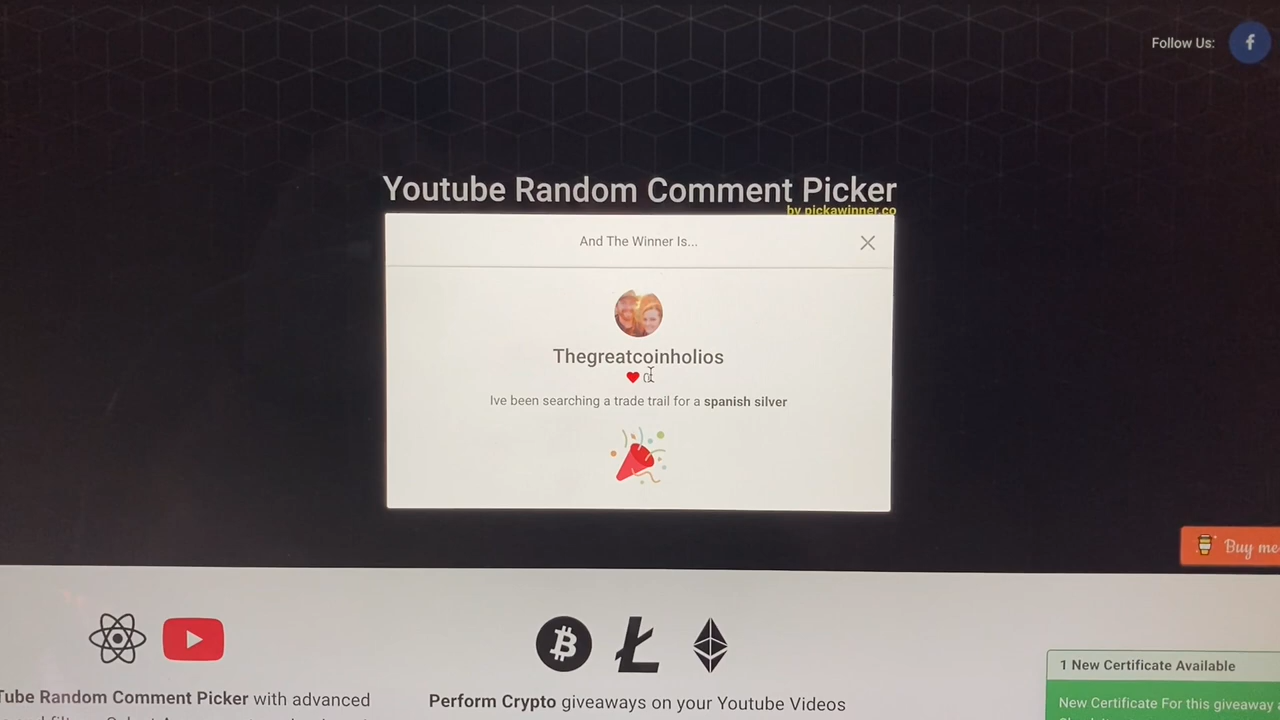 Follow Us:
Youtube Random Comment Picker
by pickawinner.co
And The Winner Is...
Thegreatcoinholios
Ive been searching a trade trail for a spanish silver
Buy me
1 New Certificate Available
Tube Random Comment Picker with advanced
Perform Crypto giveaways on your Youtube Videos
New Certificate For this giveaway